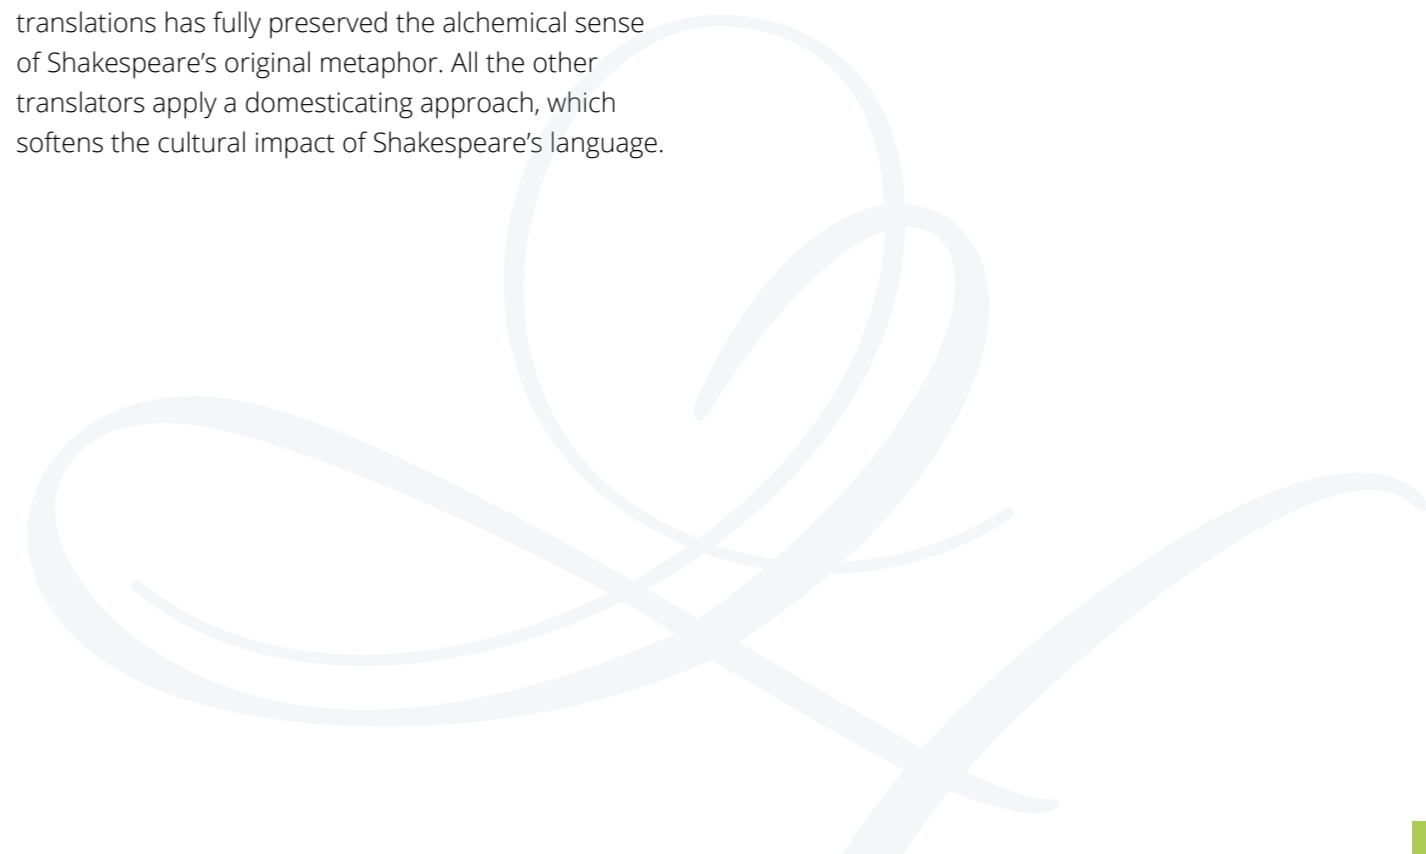 translations has fully preserved the alchemical sense
of Shakespeare’s original metaphor. All the other
translators apply a domesticating approach, which
softens the cultural impact of Shakespeare’s language.